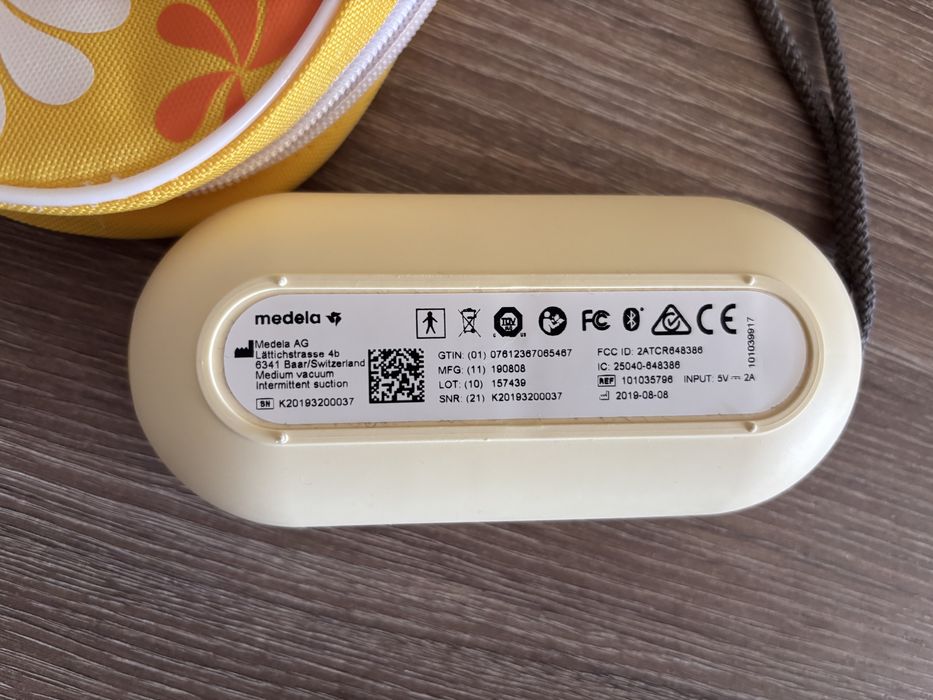 medela
Medela AG
Lättichstrasse 4b
6341 Baar/Switzerland
Medium vacuum
Intermittent suction
SN K20193200037
TÜV
FC
CE
GTIN: (01) 07612367065467
MFG: (11) 190808
LOT: (10) 157439
SNR: (21) K20193200037
FCC ID: 2ATCR648386
IC: 25040-648386
REF 101035796 INPUT: 5V 2A
2019-08-08
101039917